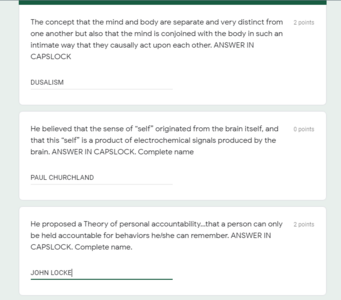 The concept that the mind and body are separate and very distinct from
2 points
one another but also that the mind is conjoined with the body in such an
intimate way that they causally act upon each other. ANSWER IN
CAPSLOCK
DUSALISM
He believed that the sense of "self" originated from the brain itself, and
0 points
that this "self" is a product of electrochemical signals produced by the
brain. ANSWER IN CAPSLOCK. Complete name
PAUL CHURCHLAND
He proposed a Theory of personal accountability...that a person can only
2 points
be held accountable for behaviors he/she can remember. ANSWER IN
CAPSLOCK. Complete name.
JOHN LOCKE